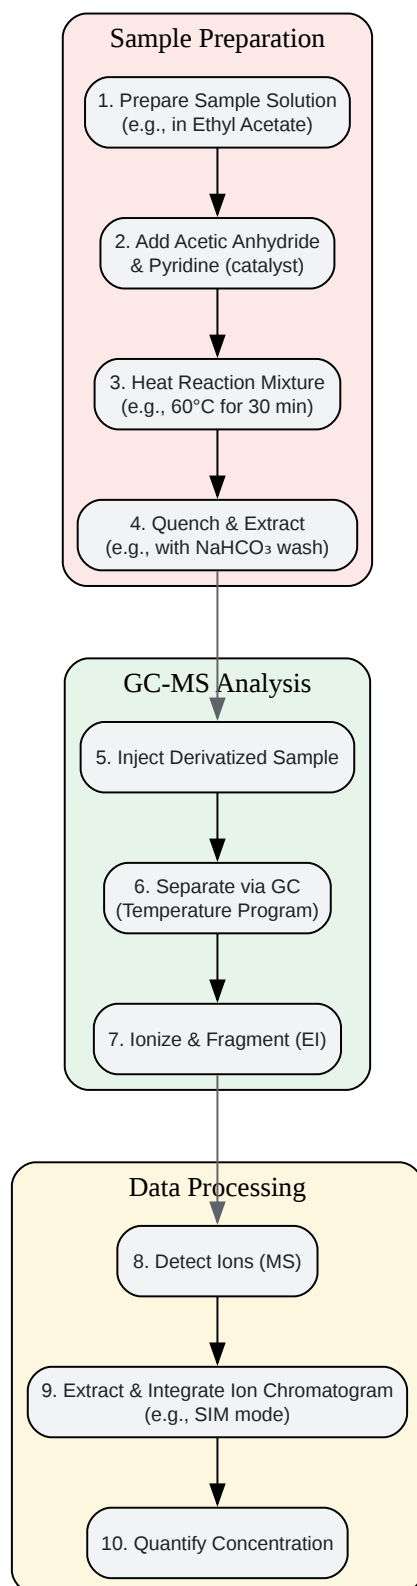 Sample Preparation
1. Prepare Sample Solution
(e.g., in Ethyl Acetate)
2. Add Acetic Anhydride
& Pyridine (catalyst)
3. Heat Reaction Mixture
(e.g., 60°C for 30 min)
4. Quench & Extract
(e.g., with NaHCO₃ wash)
GC-MS Analysis
5. Inject Derivatized Sample
6. Separate via GC
(Temperature Program)
7. Ionize & Fragment (EI)
Data Processing
8. Detect Ions (MS)
9. Extract & Integrate Ion Chromatogram
(e.g., SIM mode)
10. Quantify Concentration